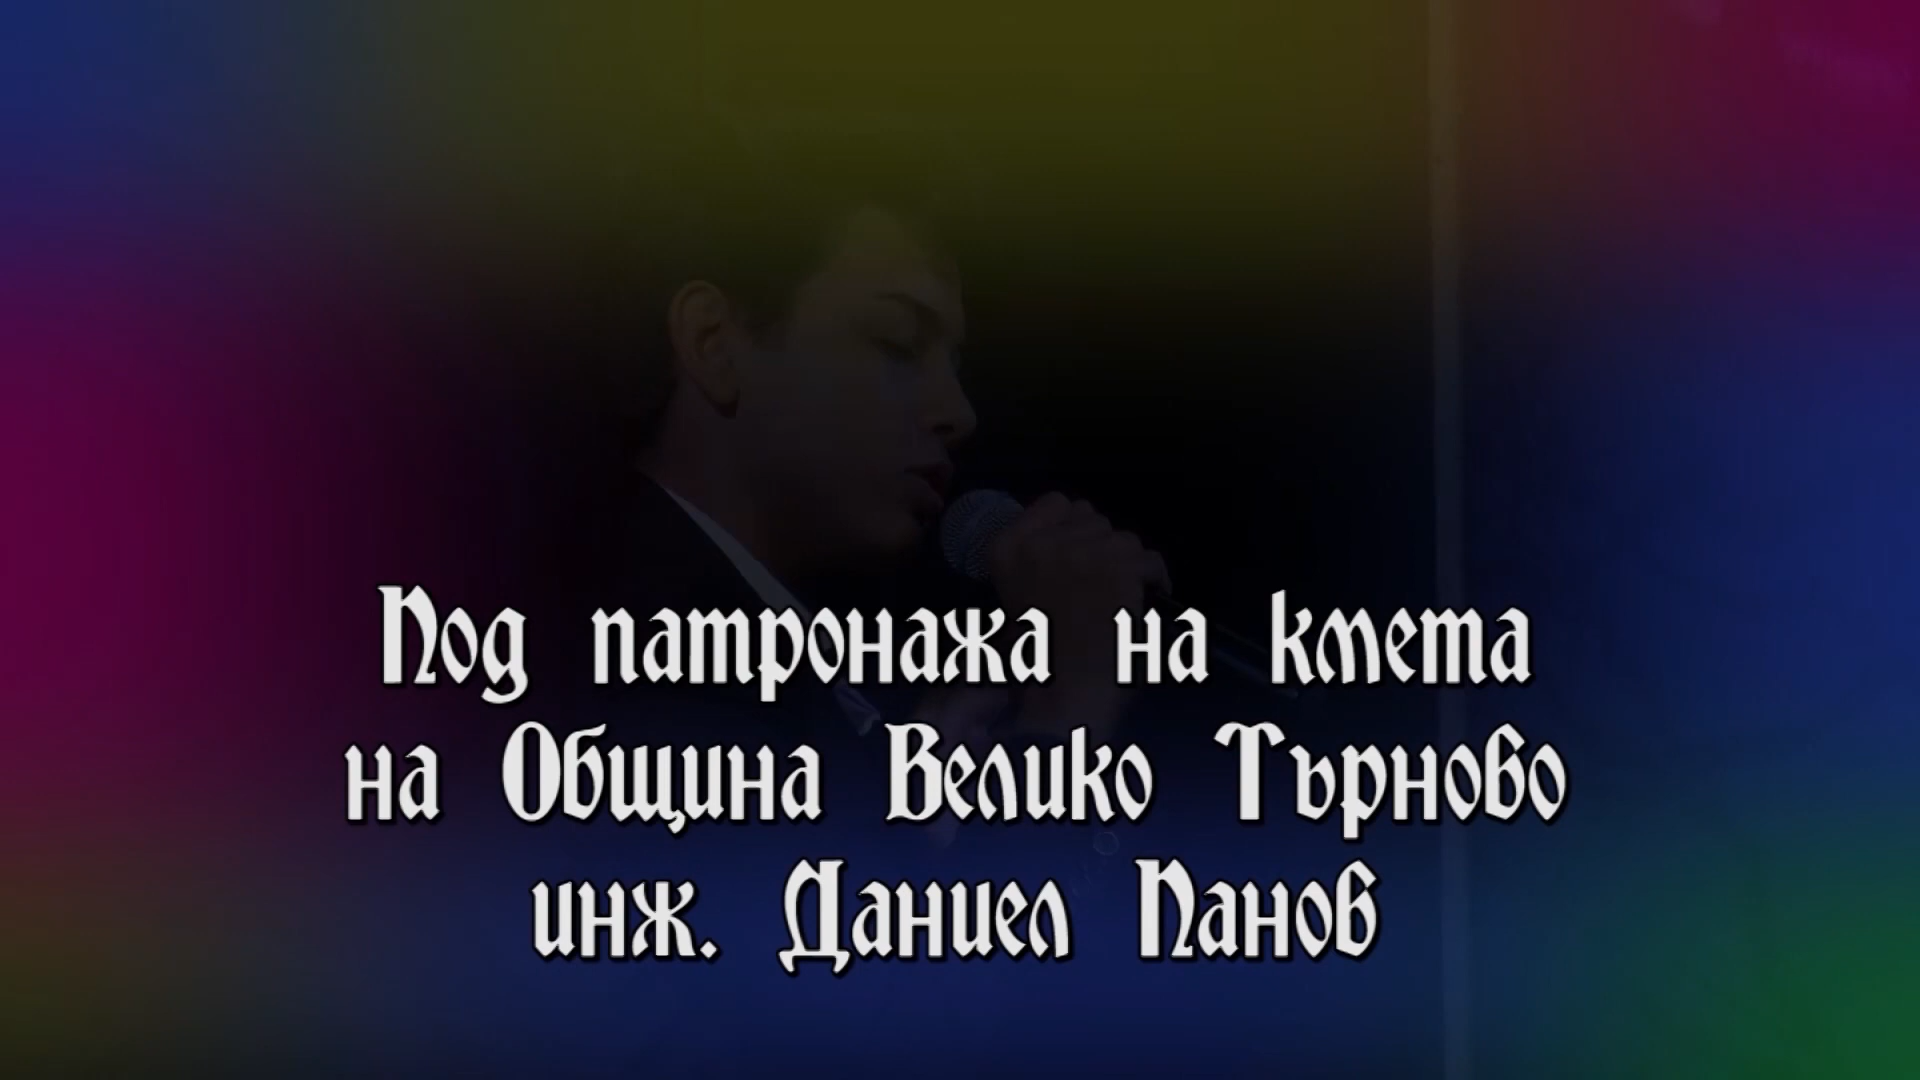 Под патронажа на кмета
на Община Велико Търново
инж. Даниел Панов